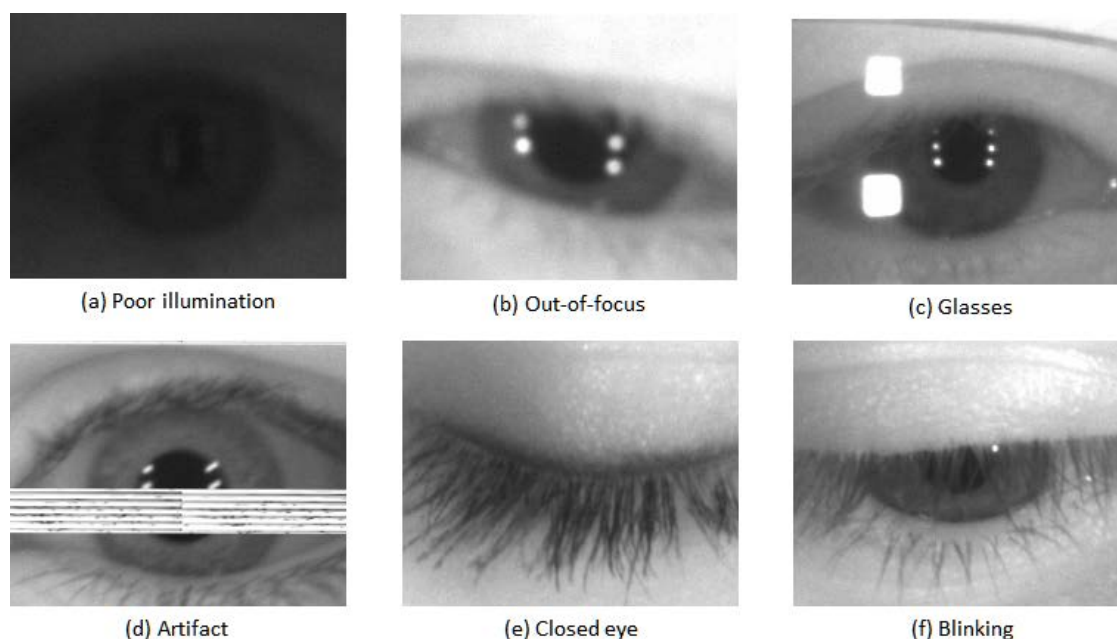 (a) Poor illumination
(b) Out-of-focus
(c) Glasses
(d) Artifact
(e) Closed eye
(f) Blinking